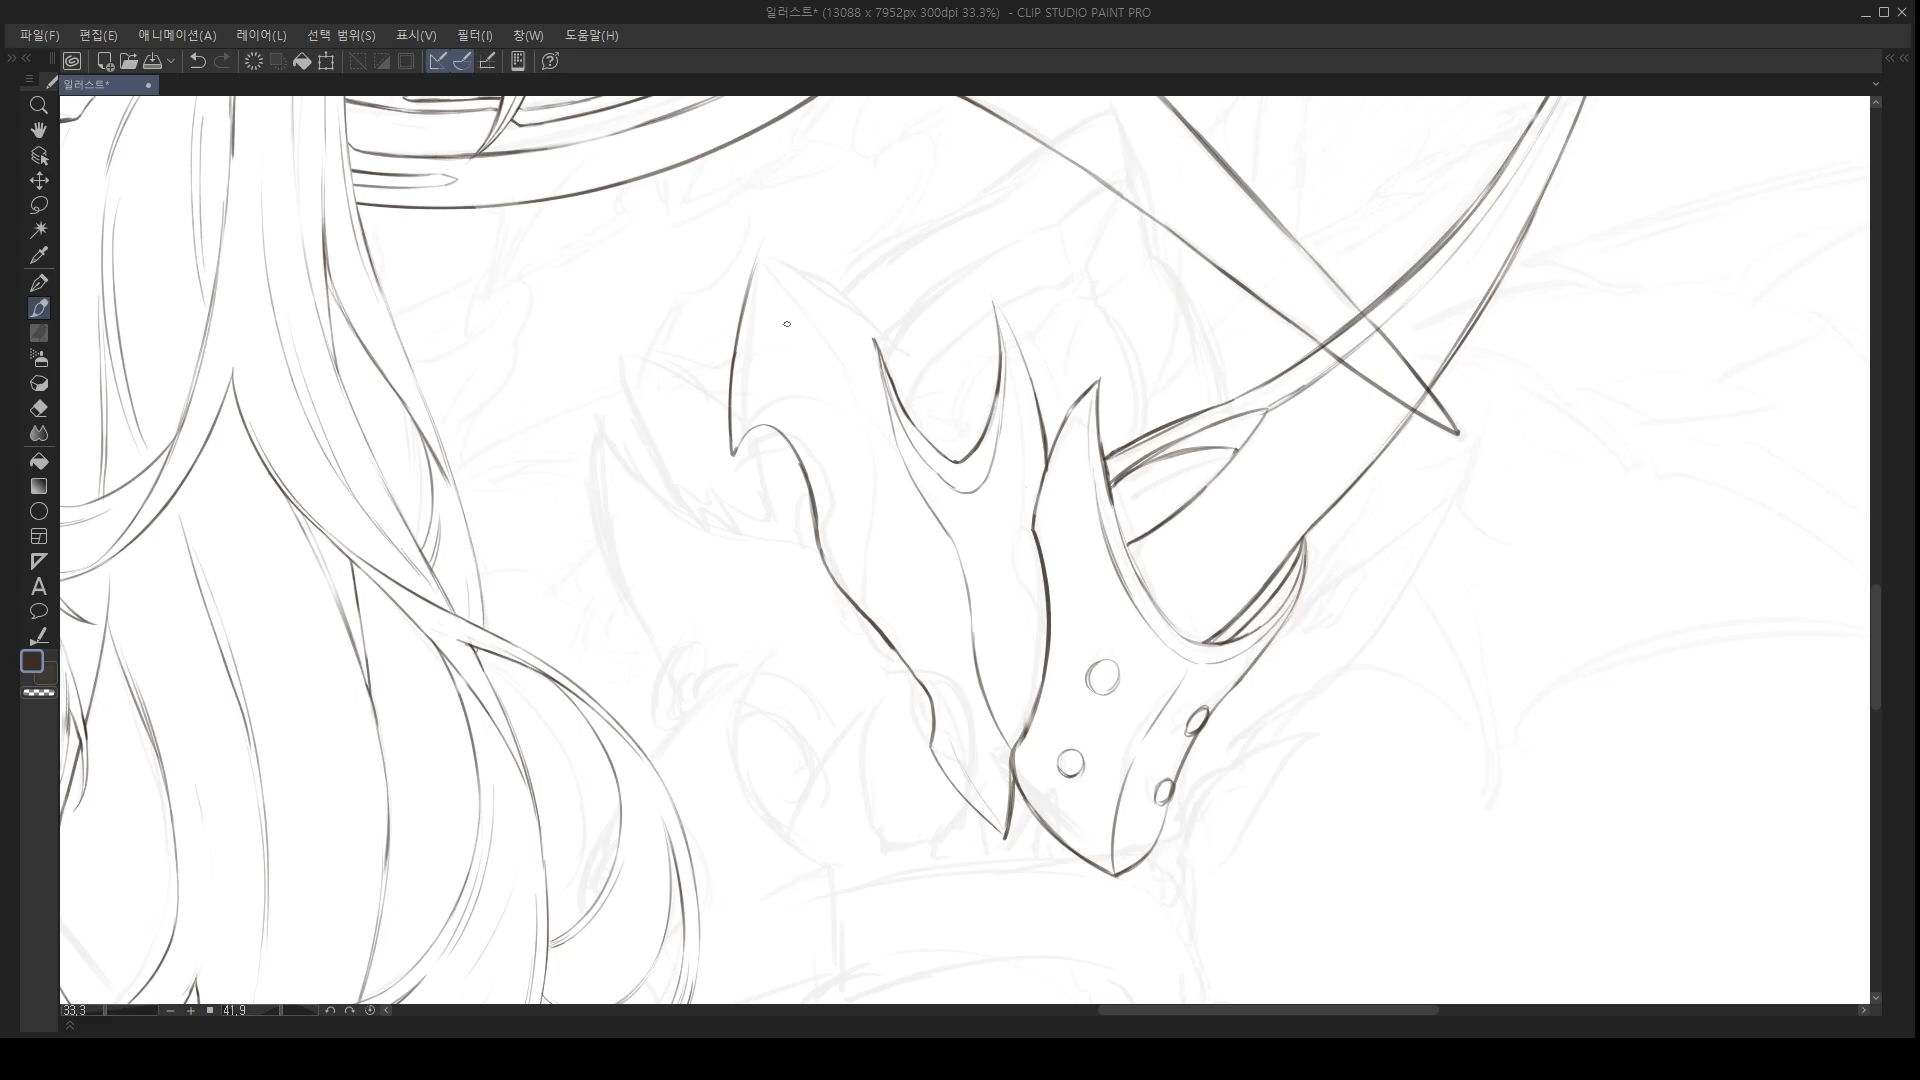 일러스트* (13088 x 7952px 300dpi 33.3%) - CLIP STUDIO PAINT PRO
파일(F) 편집(E) 애니메이션(A) 레이어(L) 선택 범위(S) 표시(V) 필터(I) 창(W) 도움말(H)
일러스트*
A
33.3 41.9